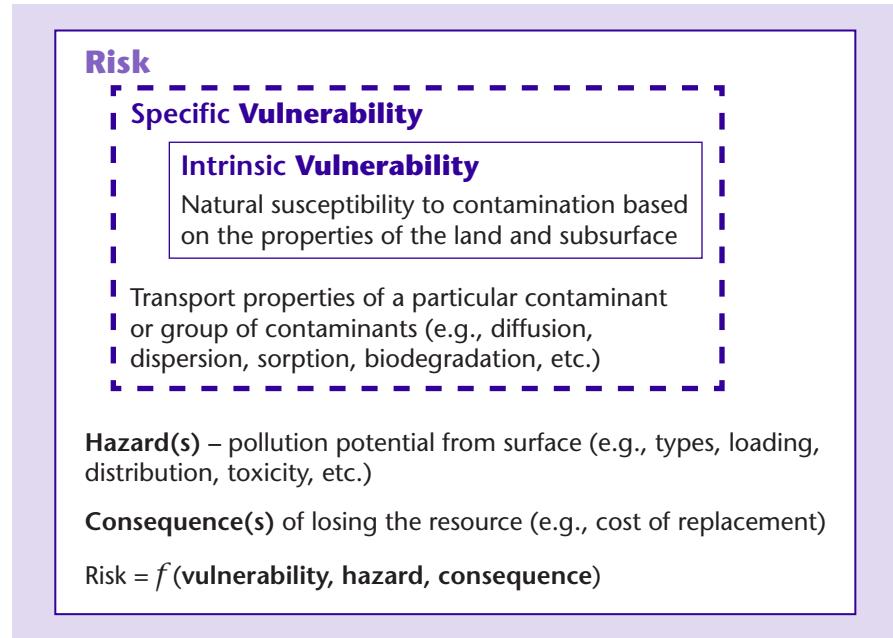 Risk
Specific Vulnerability
Intrinsic Vulnerability
Natural susceptibility to contamination based
on the properties of the land and subsurface
Transport properties of a particular contaminant
or group of contaminants (e.g., diffusion,
dispersion, sorption, biodegradation, etc.)
Hazard(s) – pollution potential from surface (e.g., types, loading,
distribution, toxicity, etc.)
Consequence(s) of losing the resource (e.g., cost of replacement)
Risk = f (vulnerability, hazard, consequence)